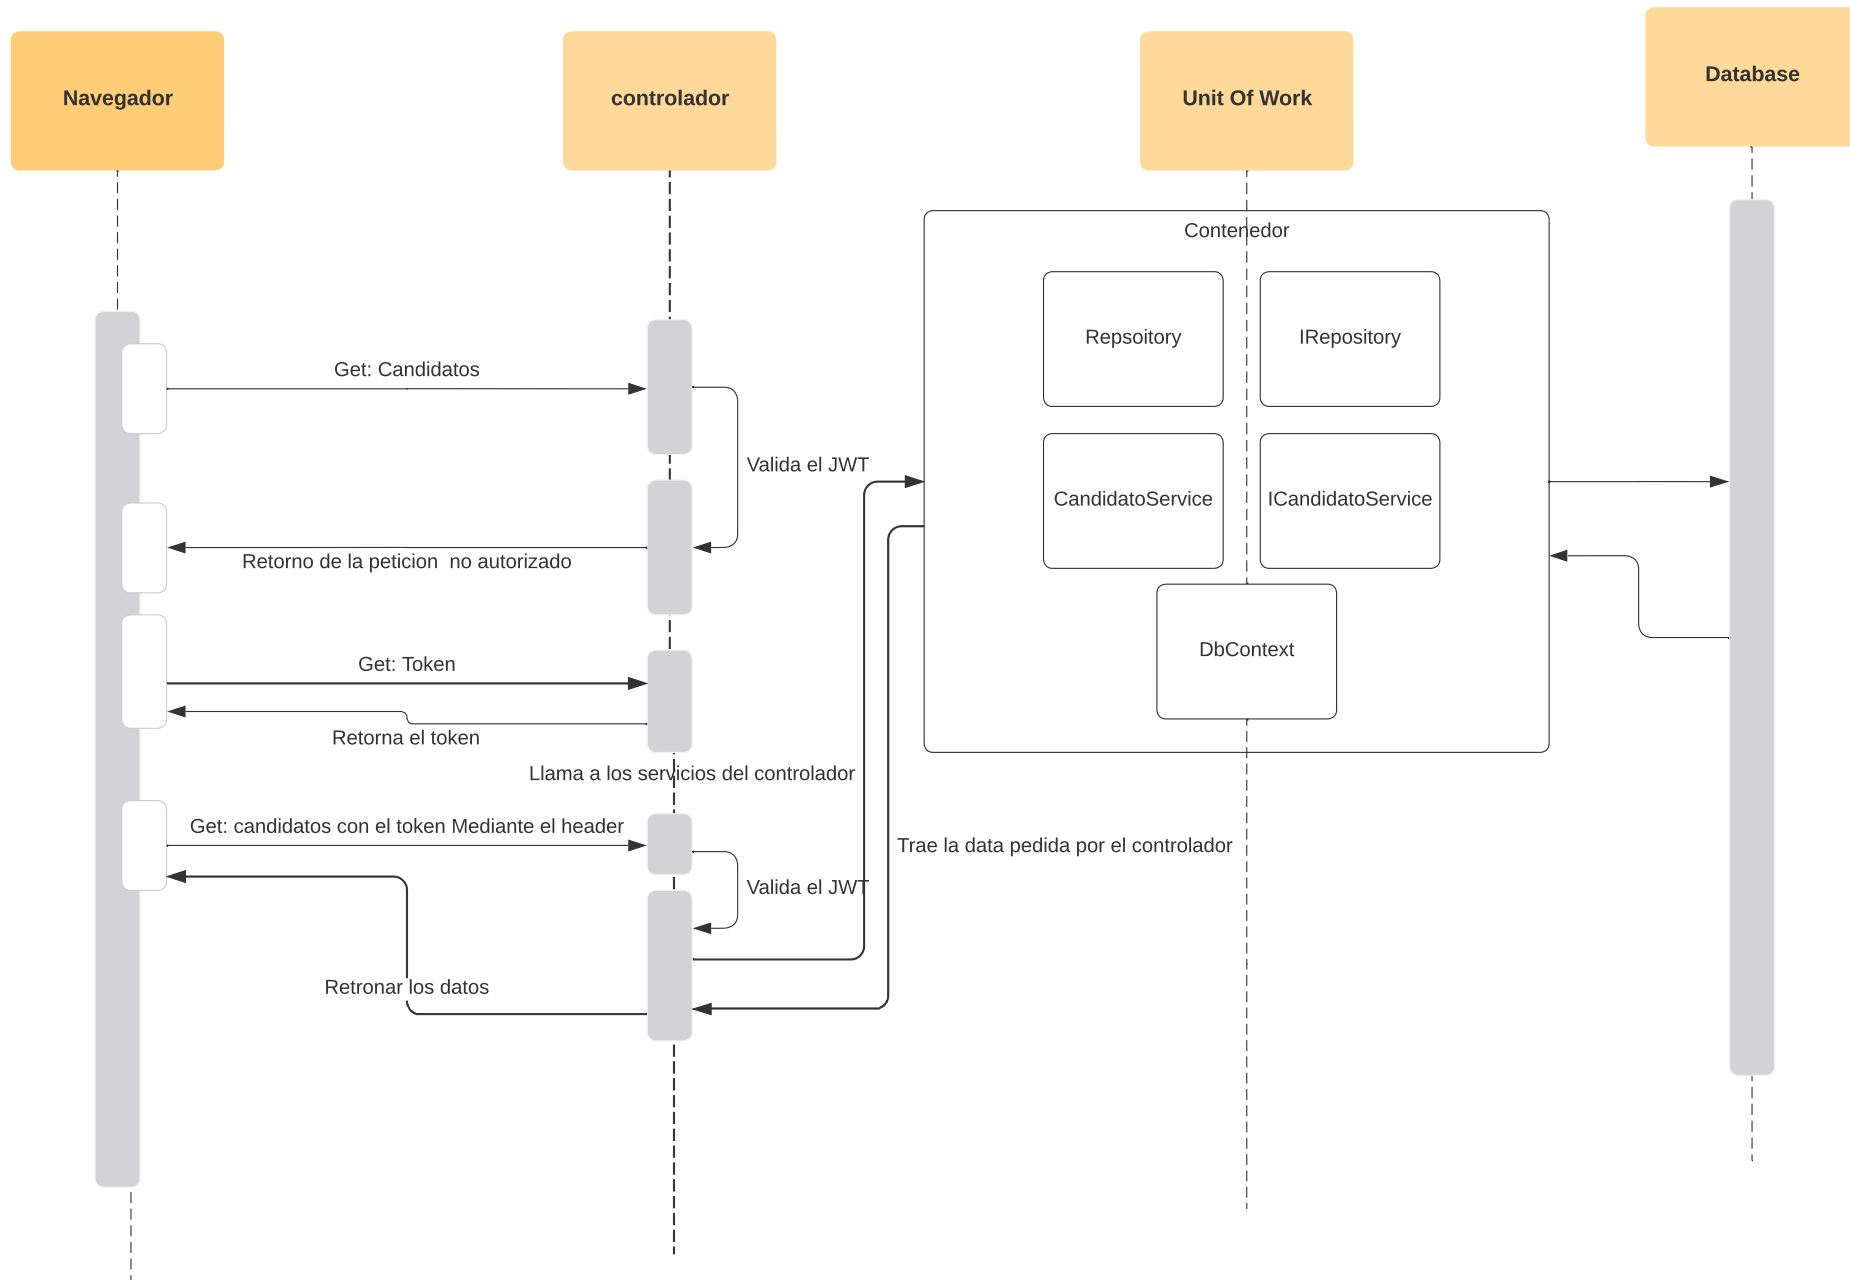 Navegador
controlador
Unit Of Work
Database
Contenedor
Repsoitory
IRepository
Get: Candidatos
Valida el JWT
CandidatoService
ICandidatoService
Retorno de la peticion  no autorizado
DbContext
Get: Token
Retorna el token
Llama a los servicios del controlador
Get: candidatos con el token Mediante el header
Trae la data pedida por el controlador
Valida el JWT
Retronar los datos